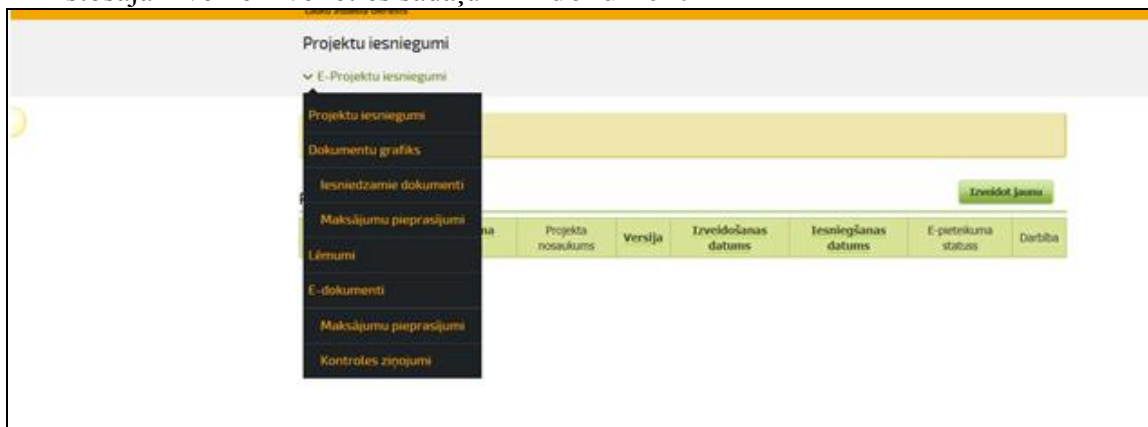 Projektu iesniegumi
E-Projektu iesniegumi
Projektu iesniegumi
Dokumentu grafiks
Iesniedzamie dokumenti
Maksājumu pieprasījumi
Lēmumi
E-dokumenti
Maksājumu pieprasījumi
Kontroles ziņojumi
Izveidot jaunu
na
Projekta nosaukums
Versija
Izveidošanas datums
Iesniegšanas datums
E-pieteikuma statuss
Darbība